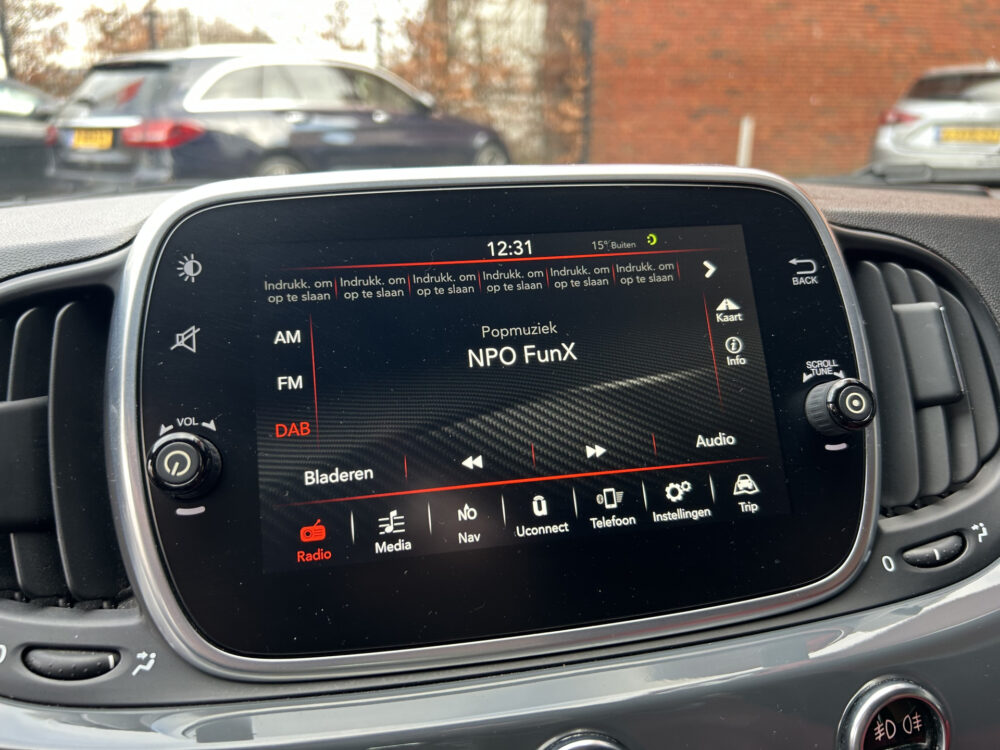 12:31
15° Buiten
Indrukk. om op te slaan
Indrukk. om op te slaan
Indrukk. om op te slaan
Indrukk. om op te slaan
Indrukk. om op te slaan
Indrukk. om op te slaan
BACK
AM
FM
DAB
Popmuziek
NPO FunX
Kaart
Info
SCROLL
TUNE
VOL
Bladeren
Audio
Radio
Media
Nav
Uconnect
Telefoon
Instellingen
Trip
0
0